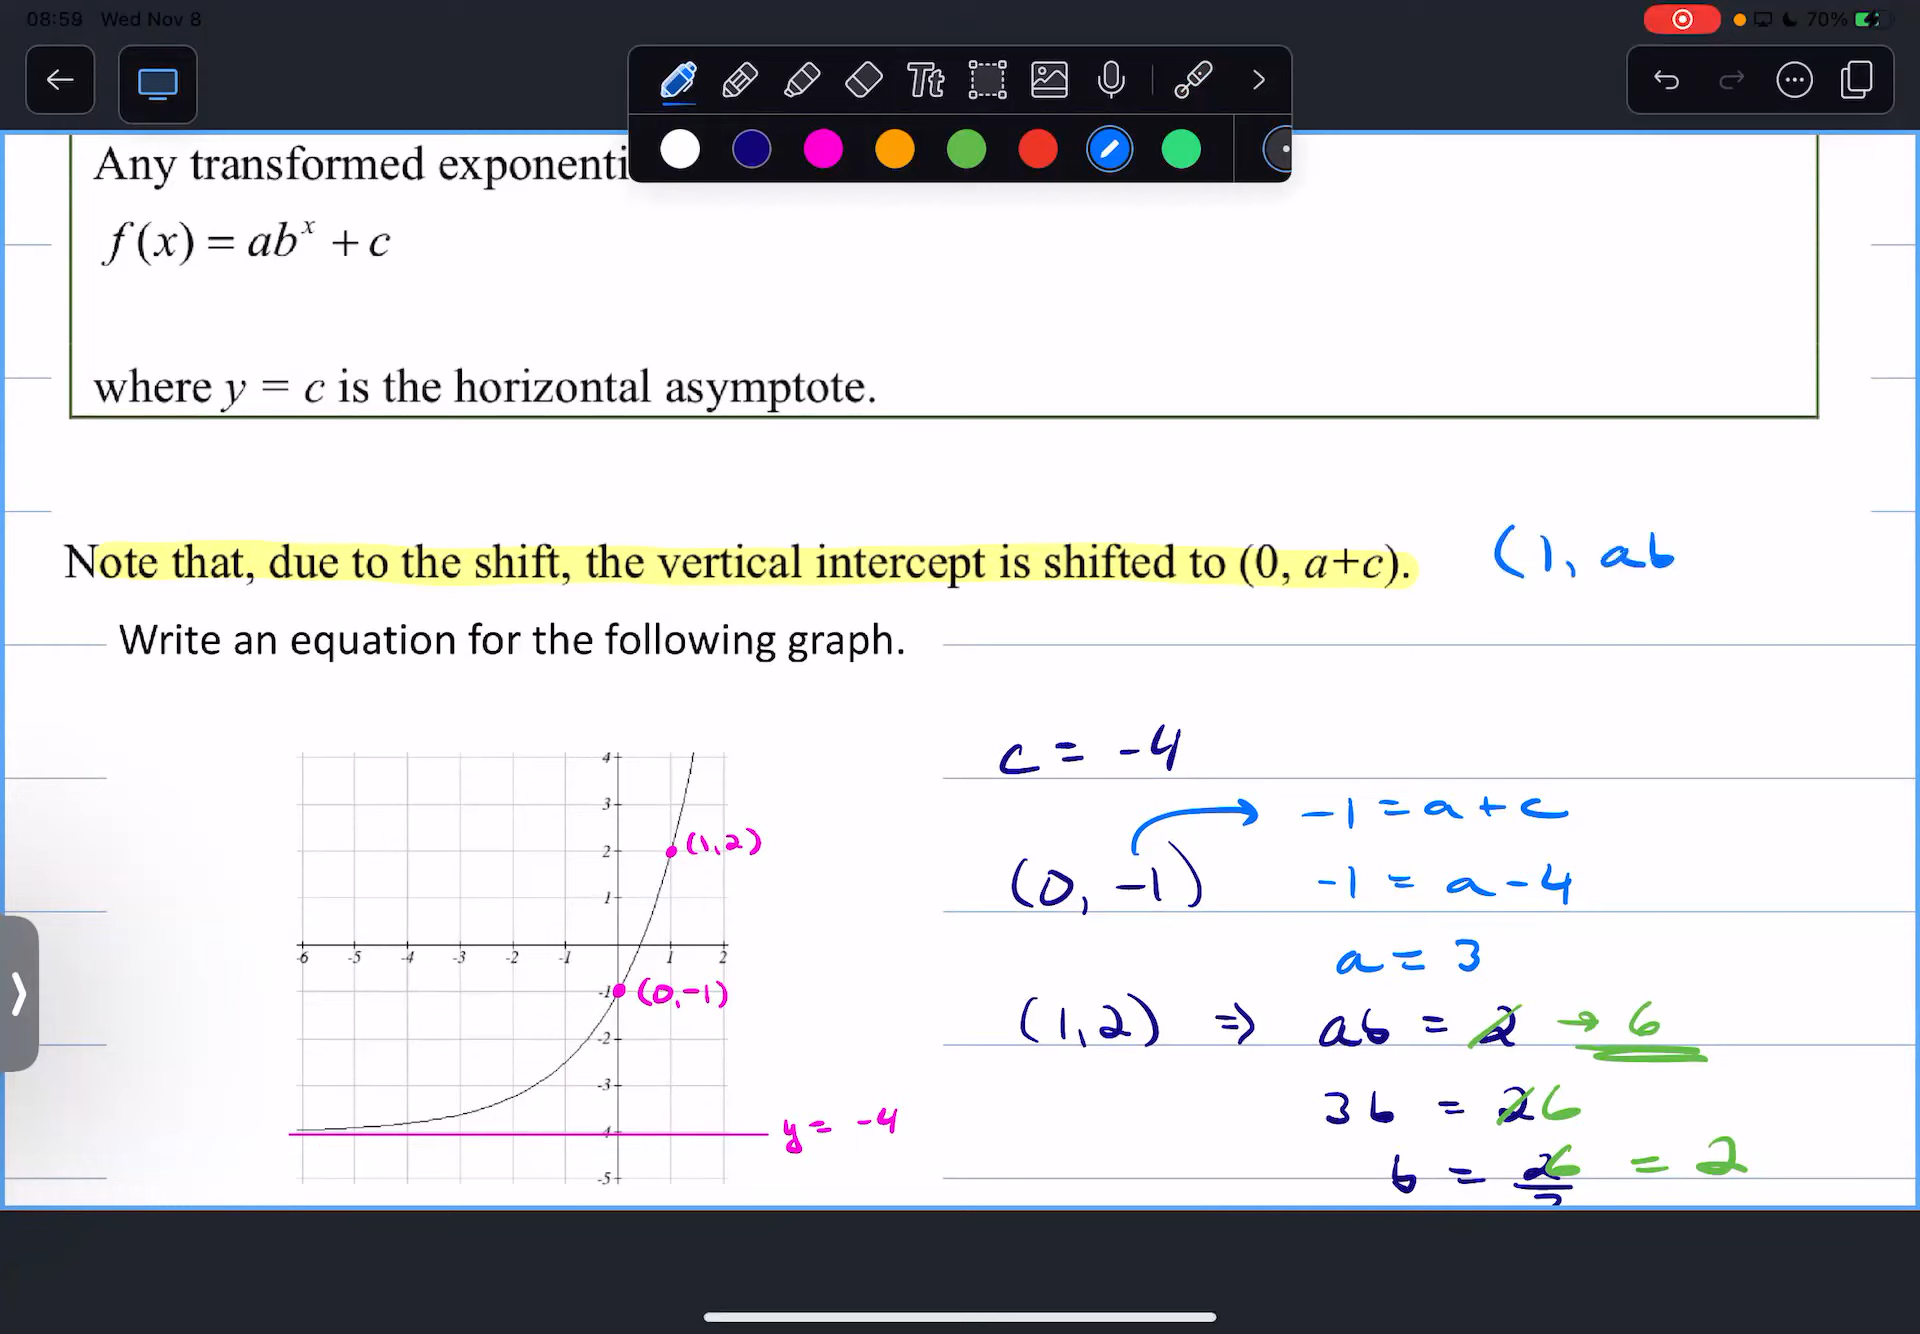 08:59 Wed Nov 8
70%
Tt
Any transformed exponenti
f(x) = ab^x + c
where y = c is the horizontal asymptote.
Note that, due to the shift, the vertical intercept is shifted to (0, a+c). (1, ab
Write an equation for the following graph.
c = -4
-1 = a + c
(0, -1)
-1 = a - 4
a = 3
(1,2) ⇒ ab = 2 → 6
3b = 2 6
b = 2 6 = 2
4
3
2
(1,2)
1
-6 -5 -4 -3 -2 -1 1 2
-1 (0,-1)
-2
-3
-4
y = -4
-5